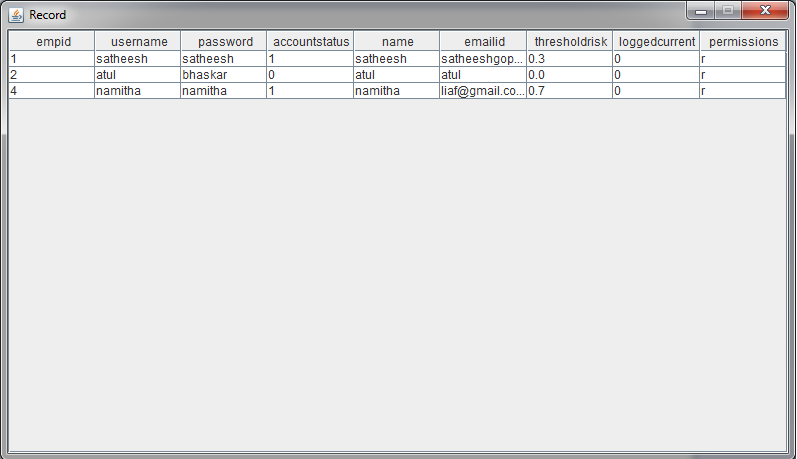 Record
empid username password accountstatus name emailid thresholdrisk loggedcurrent permissions
1 satheesh satheesh 1 satheesh satheeshgop... 0.3 0 r
2 atul bhaskar 0 atul atul 0.0 0 r
4 namitha namitha 1 namitha liaf@gmail.co... 0.7 0 r